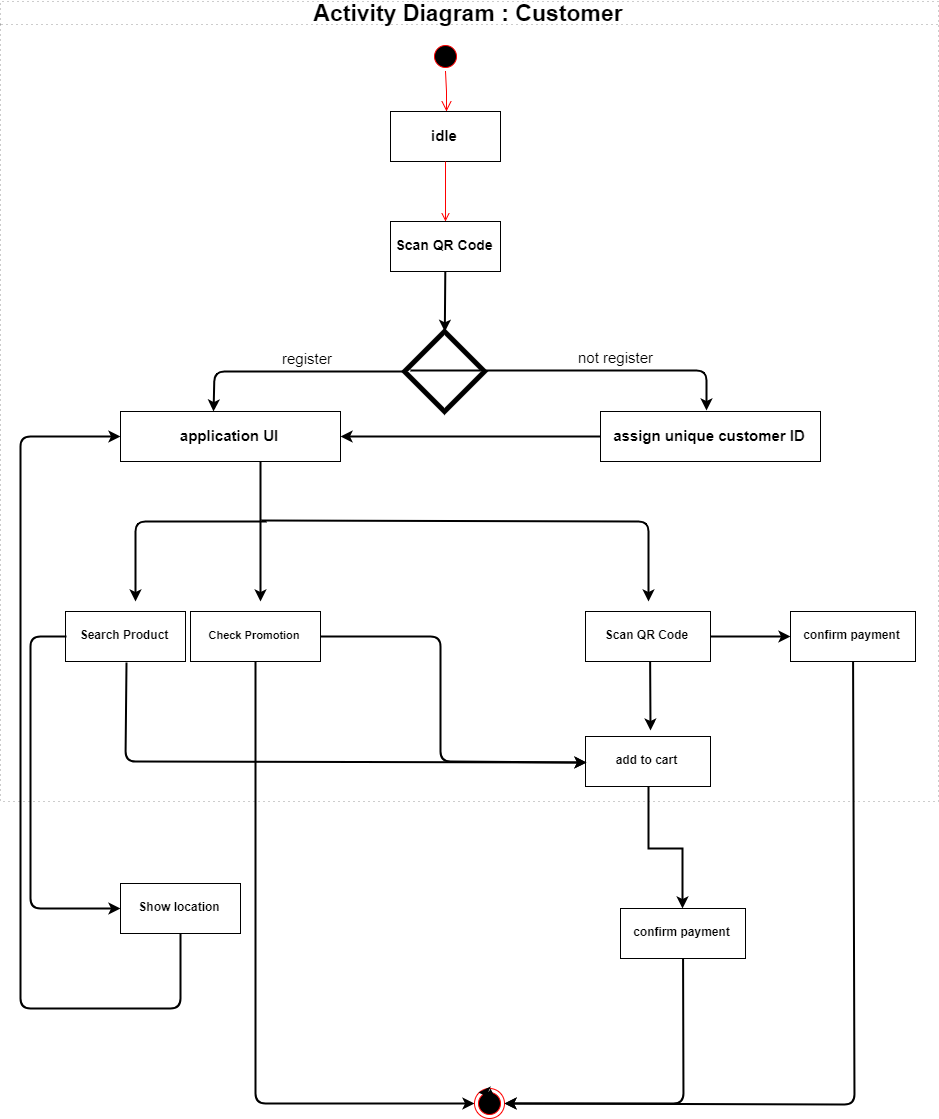 Activity Diagram : Customer
idle
Scan QR Code
register
not register
application UI
assign unique customer ID
Search Product
Check Promotion
Scan QR Code
confirm payment
add to cart
Show location
confirm payment